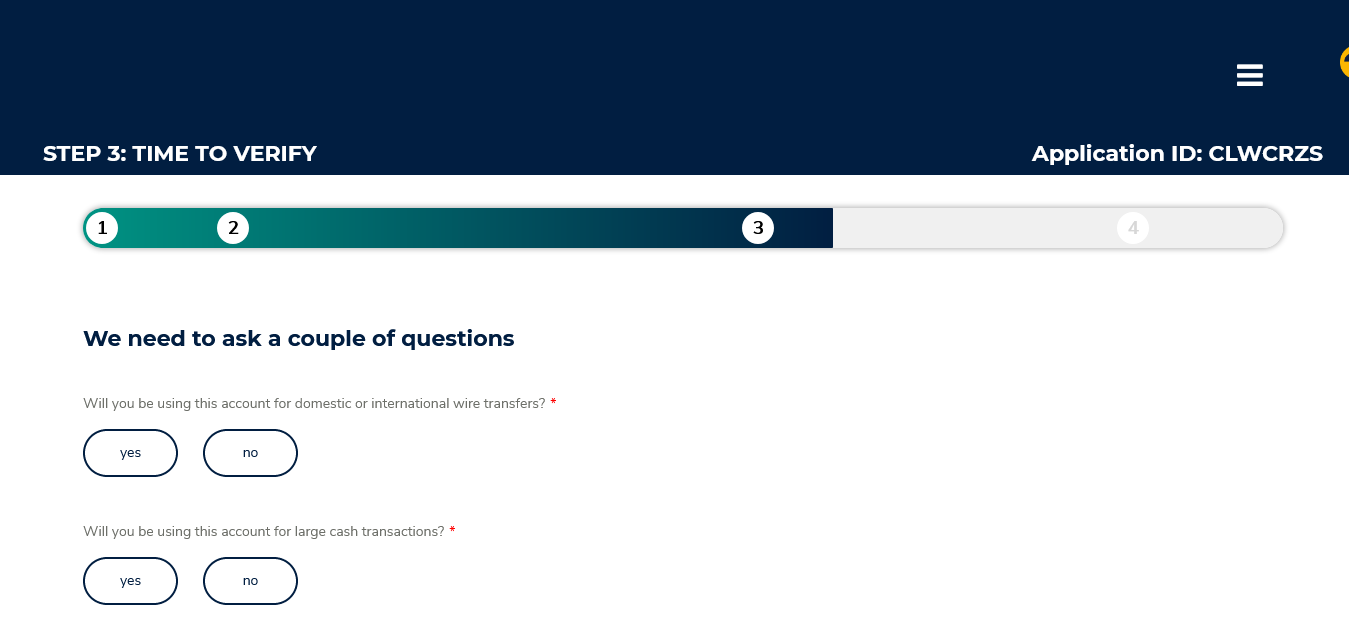 STEP 3: TIME TO VERIFY
Application ID: CLWCRZS
1 2 3 4
We need to ask a couple of questions
Will you be using this account for domestic or international wire transfers? *
yes no
Will you be using this account for large cash transactions? *
yes no